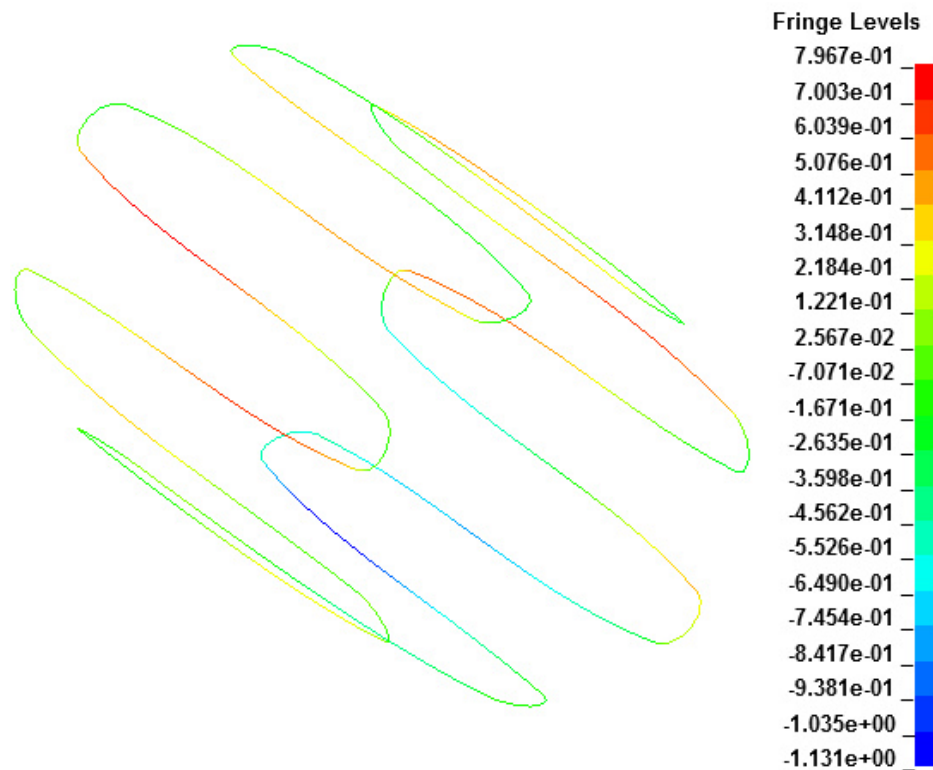 Fringe Levels
7.967e-01
7.003e-01
6.039e-01
5.076e-01
4.112e-01
3.148e-01
2.184e-01
1.221e-01
2.567e-02
-7.071e-02
-1.671e-01
-2.635e-01
-3.598e-01
-4.562e-01
-5.526e-01
-6.490e-01
-7.454e-01
-8.417e-01
-9.381e-01
-1.035e+00
-1.131e+00